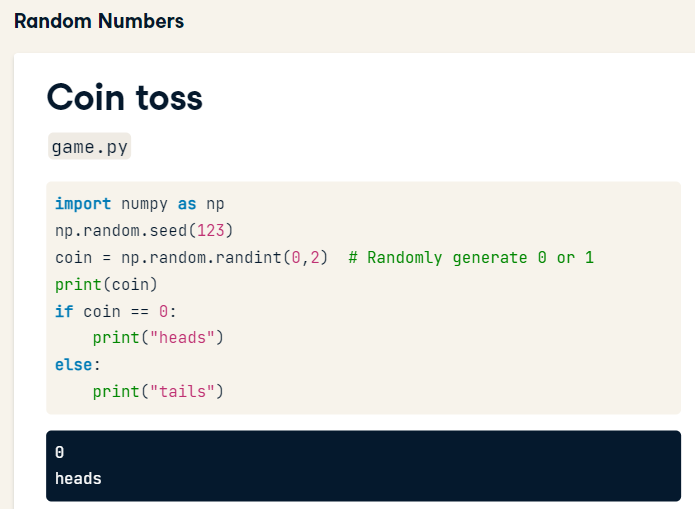 Random Numbers
Coin toss
game.py
import numpy as np
np.random.seed(123)
coin = np.random.randint(0,2)  # Randomly generate 0 or 1
print(coin)
if coin == 0:
    print("heads")
else:
    print("tails")
0
heads